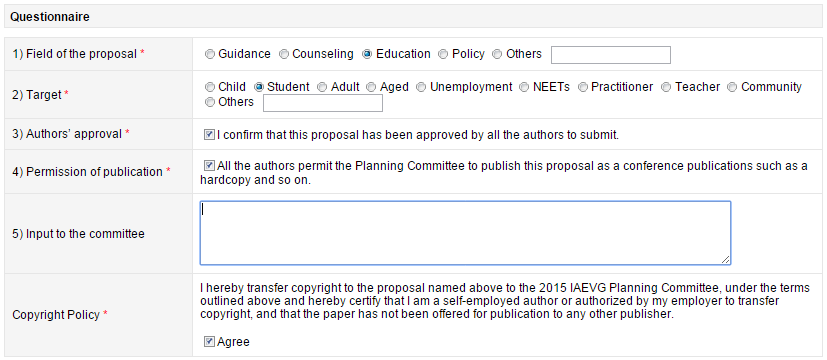 Questionnaire
1) Field of the proposal *
Guidance Counseling Education Policy Others
2) Target *
Child Student Adult Aged Unemployment NEETs Practitioner Teacher Community
Others
3) Authors' approval *
I confirm that this proposal has been approved by all the authors to submit.
4) Permission of publication *
All the authors permit the Planning Committee to publish this proposal as a conference publications such as a
hardcopy and so on.
5) Input to the committee
Copyright Policy *
I hereby transfer copyright to the proposal named above to the 2015 IAEVG Planning Committee, under the terms
outlined above and hereby certify that I am a self-employed author or authorized by my employer to transfer
copyright, and that the paper has not been offered for publication to any other publisher.
Agree